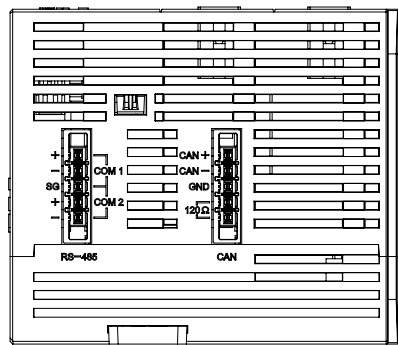 +
− COM 1
SG
+ COM 2
−
RS-485
CAN +
CAN −
GND
120Ω
CAN